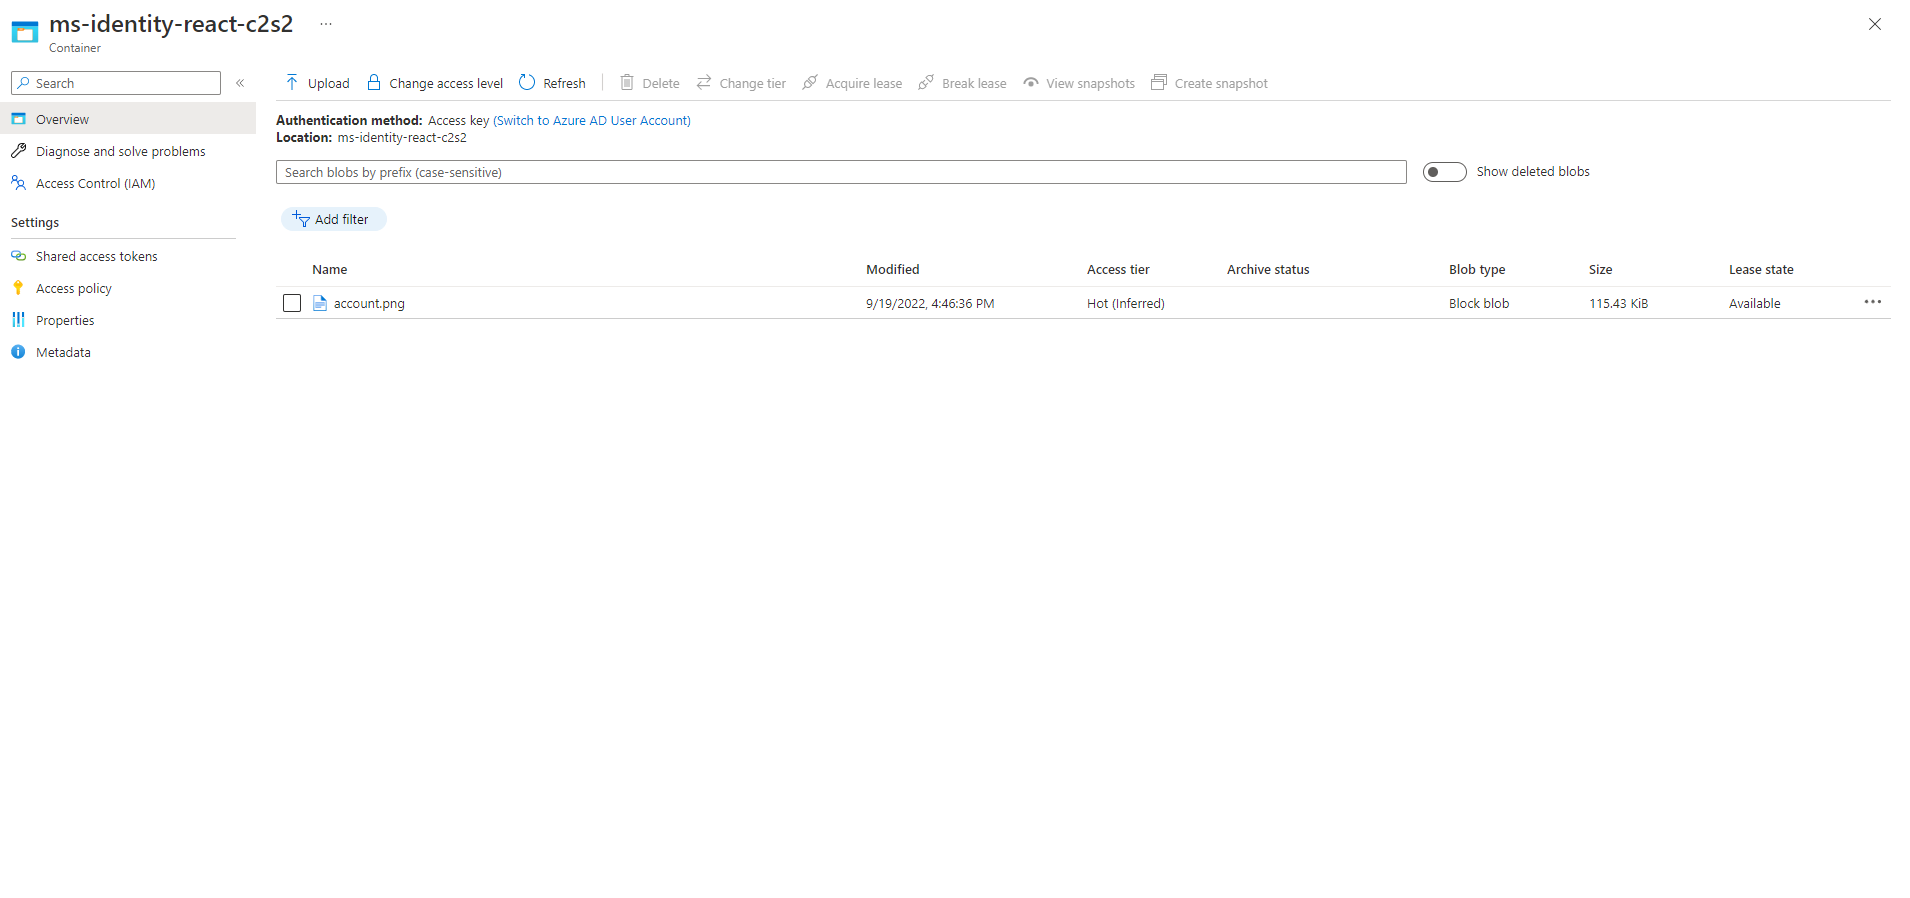 ms-identity-react-c2s2 ...
Container
Search «
Upload Change access level Refresh Delete Change tier Acquire lease Break lease View snapshots Create snapshot
Overview
Diagnose and solve problems
Access Control (IAM)
Settings
Shared access tokens
Access policy
Properties
Metadata
Authentication method: Access key (Switch to Azure AD User Account)
Location: ms-identity-react-c2s2
Search blobs by prefix (case-sensitive)
Show deleted blobs
Add filter
Name Modified Access tier Archive status Blob type Size Lease state
account.png 9/19/2022, 4:46:36 PM Hot (Inferred) Block blob 115.43 KiB Available ...